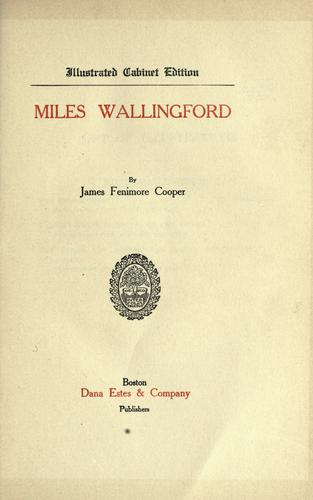 Illustrated Cabinet Edition
MILES WALLINGFORD
By
James Fenimore Cooper
Boston
Dana Estes & Company
Publishers